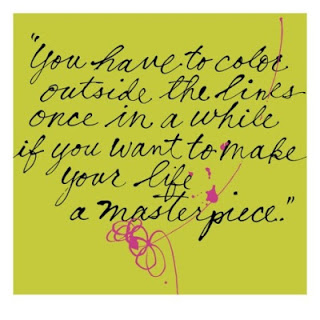 "You have to color
outside the lines
once in a while
if you want to make
your life
a masterpiece."